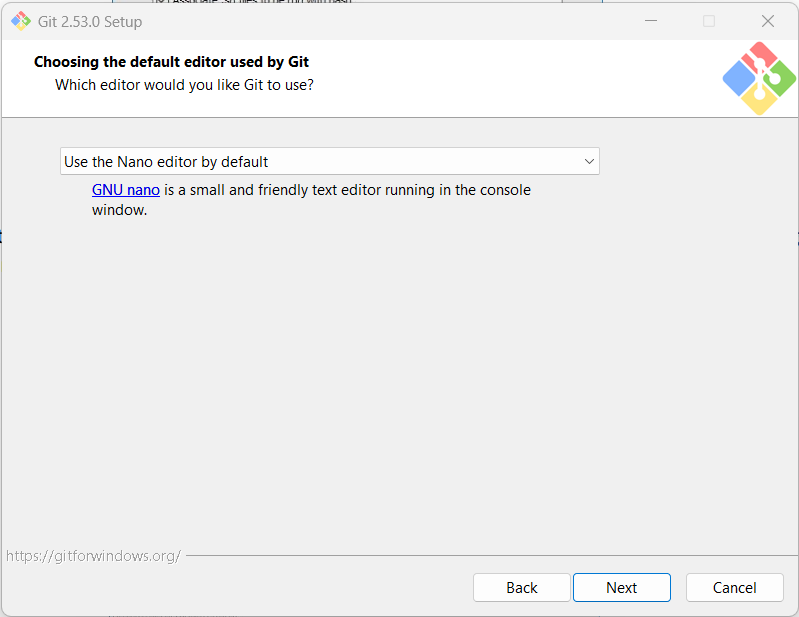 Git 2.53.0 Setup
Choosing the default editor used by Git
Which editor would you like Git to use?
Use the Nano editor by default
GNU nano is a small and friendly text editor running in the console
window.
https://gitforwindows.org/
Back Next Cancel